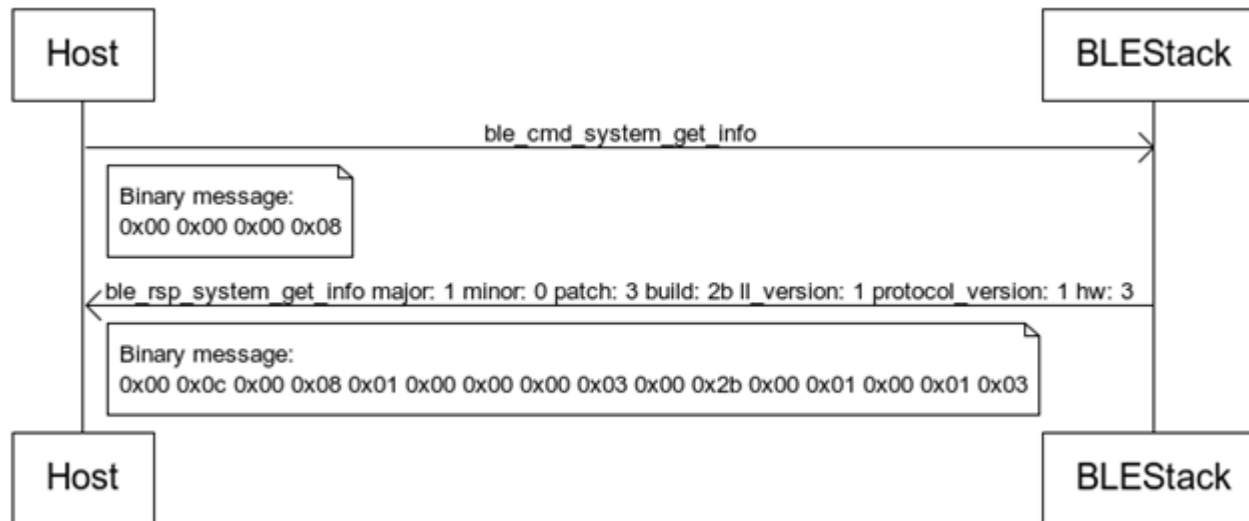 Host
BLEStack
ble_cmd_system_get_info
Binary message:
0x00 0x00 0x00 0x08
ble_rsp_system_get_info major: 1 minor: 0 patch: 3 build: 2b ll_version: 1 protocol_version: 1 hw: 3
Binary message:
0x00 0x0c 0x00 0x08 0x01 0x00 0x00 0x00 0x03 0x00 0x2b 0x00 0x01 0x00 0x01 0x03
Host
BLEStack